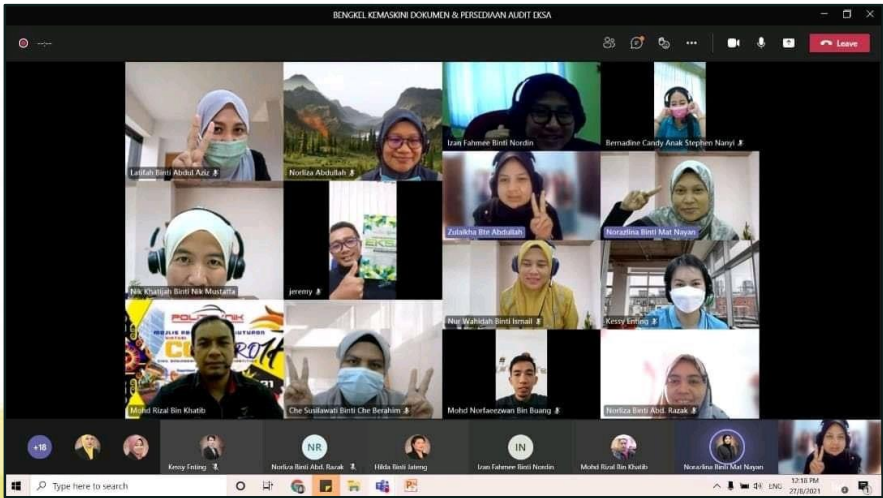 BENGKEL KEMASKINI DOKUMEN & PERSEDIAAN AUDIT EKSA
--:--
Leave
Latifah Binti Abdul Aziz
Norliza Abdullah
Izan Fahmee Binti Nordin
Bernadine Candy Anak Stephen Nanyi
Zulaikha Bte Abdullah
Norazlina Binti Mat Nayan
Nik Khatijah Binti Nik Mustaffa
EKSA
jeremy
Nur Wahidah Binti Ismail
Kessy Enting
POLITEKNIK
Mohd Rizal Bin Khatib
Che Susilawati Binti Che Berahim
Mohd Norfaeezwan Bin Buang
Norliza Binti Abd. Razak
+18
Kessy Enting
NR
Norliza Binti Abd. Razak
Hilda Binti Jateng
IN
Izan Fahmee Binti Nordin
Mohd Rizal Bin Khatib
Norazlina Binti Mat Nayan
Type here to search
ENG
12:18 PM
27/8/2021